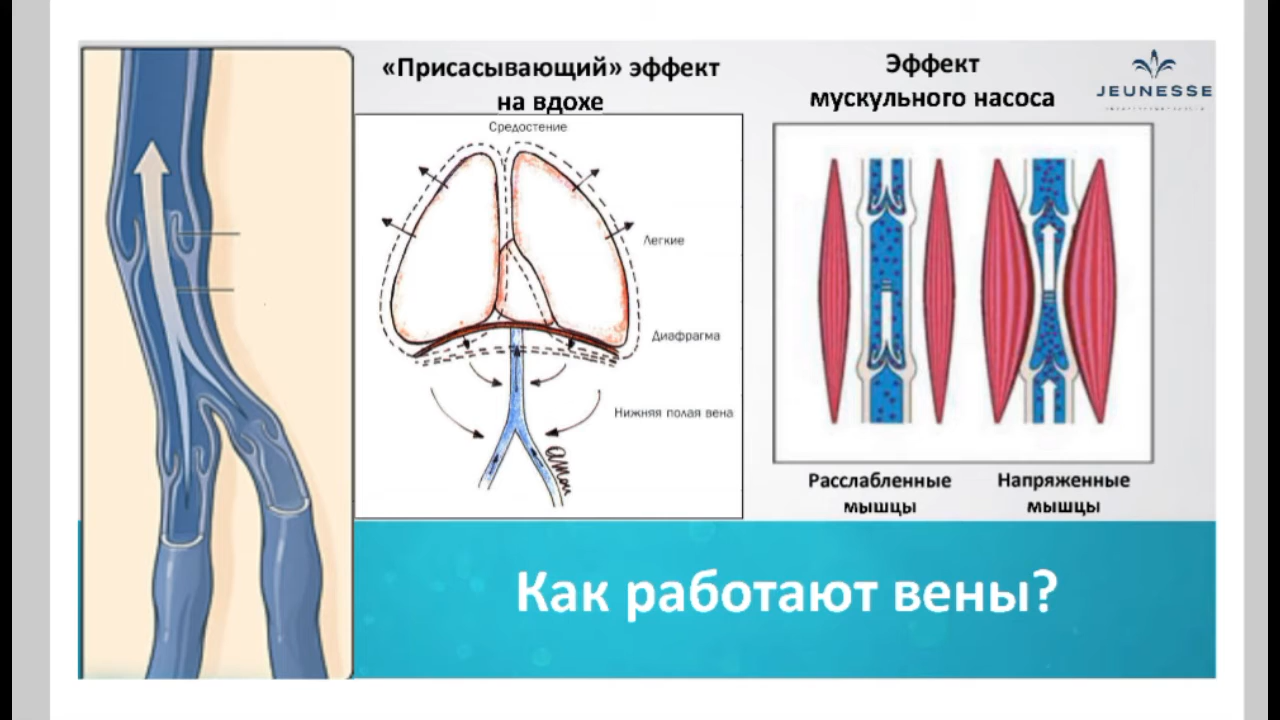 «Присасывающий» эффект
на вдохе
Средостение
Легкие
Диафрагма
Нижняя полая вена
Эффект
мускульного насоса
JEUNESSE
Расслабленные
мышцы
Напряженные
мышцы
Как работают вены?